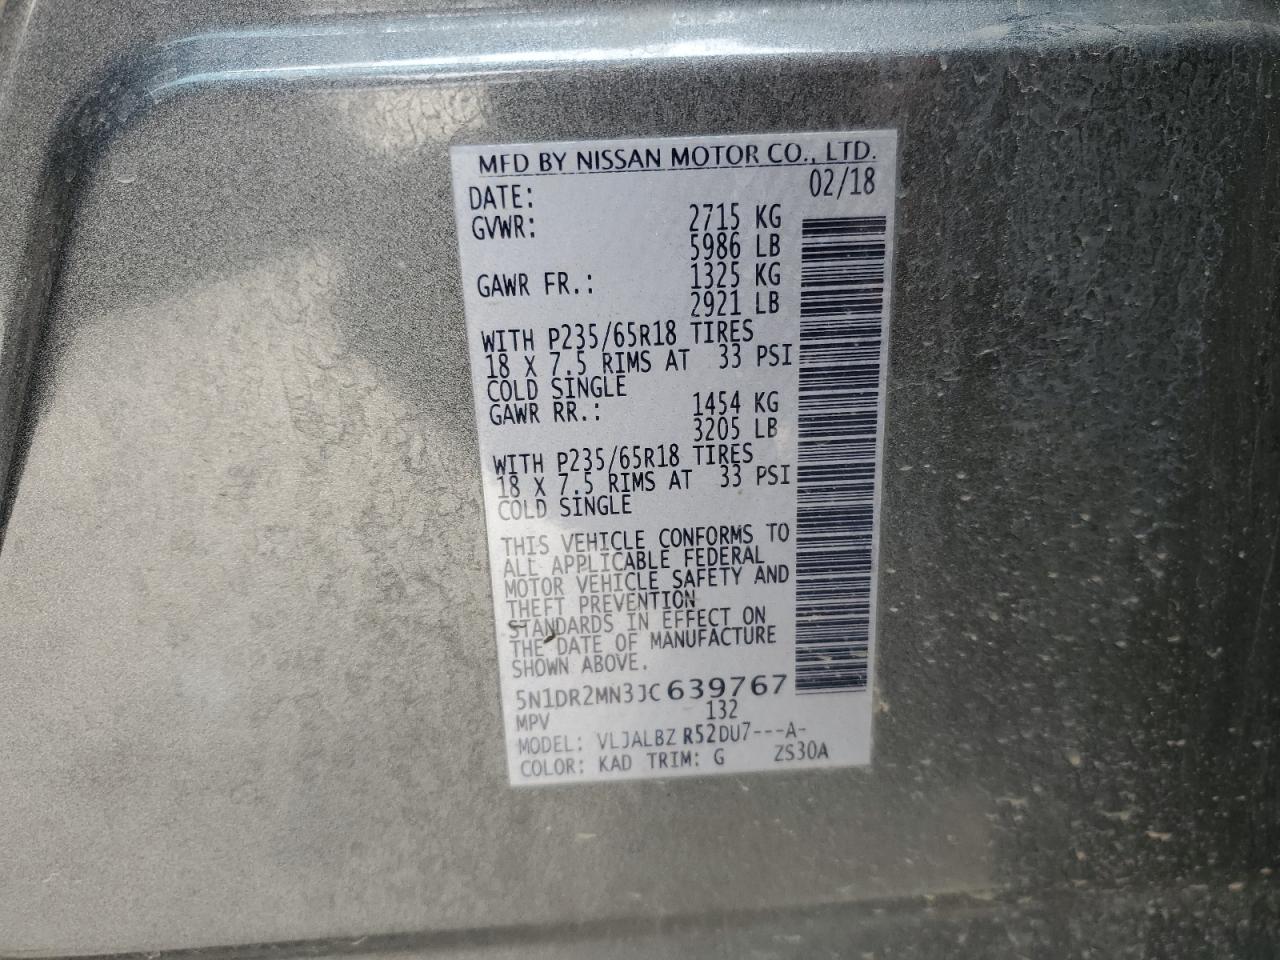 MFD BY NISSAN MOTOR CO., LTD.
DATE: 02/18
GVWR: 2715 KG
5986 LB
GAWR FR.: 1325 KG
2921 LB
WITH P235/65R18 TIRES
18 X 7.5 RIMS AT 33 PSI
COLD SINGLE
GAWR RR.: 1454 KG
3205 LB
WITH P235/65R18 TIRES
18 X 7.5 RIMS AT 33 PSI
COLD SINGLE
THIS VEHICLE CONFORMS TO
ALL APPLICABLE FEDERAL
MOTOR VEHICLE SAFETY AND
THEFT PREVENTION
STANDARDS IN EFFECT ON
THE DATE OF MANUFACTURE
SHOWN ABOVE.
5N1DR2MN3JC639767
MPV 132
MODEL: VLJALBZ R52DU7---A-
COLOR: KAD TRIM: G ZS30A